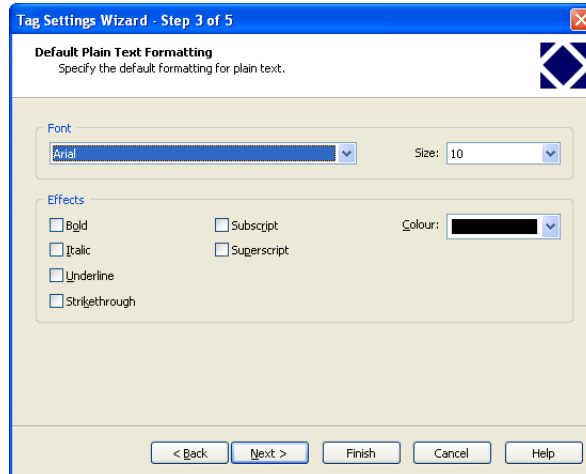 Tag Settings Wizard - Step 3 of 5
Default Plain Text Formatting
Specify the default formatting for plain text.
Font
Arial Size: 10
Effects
Bold Subscript Colour:
Italic Superscript
Underline
Strikethrough
< Back Next > Finish Cancel Help